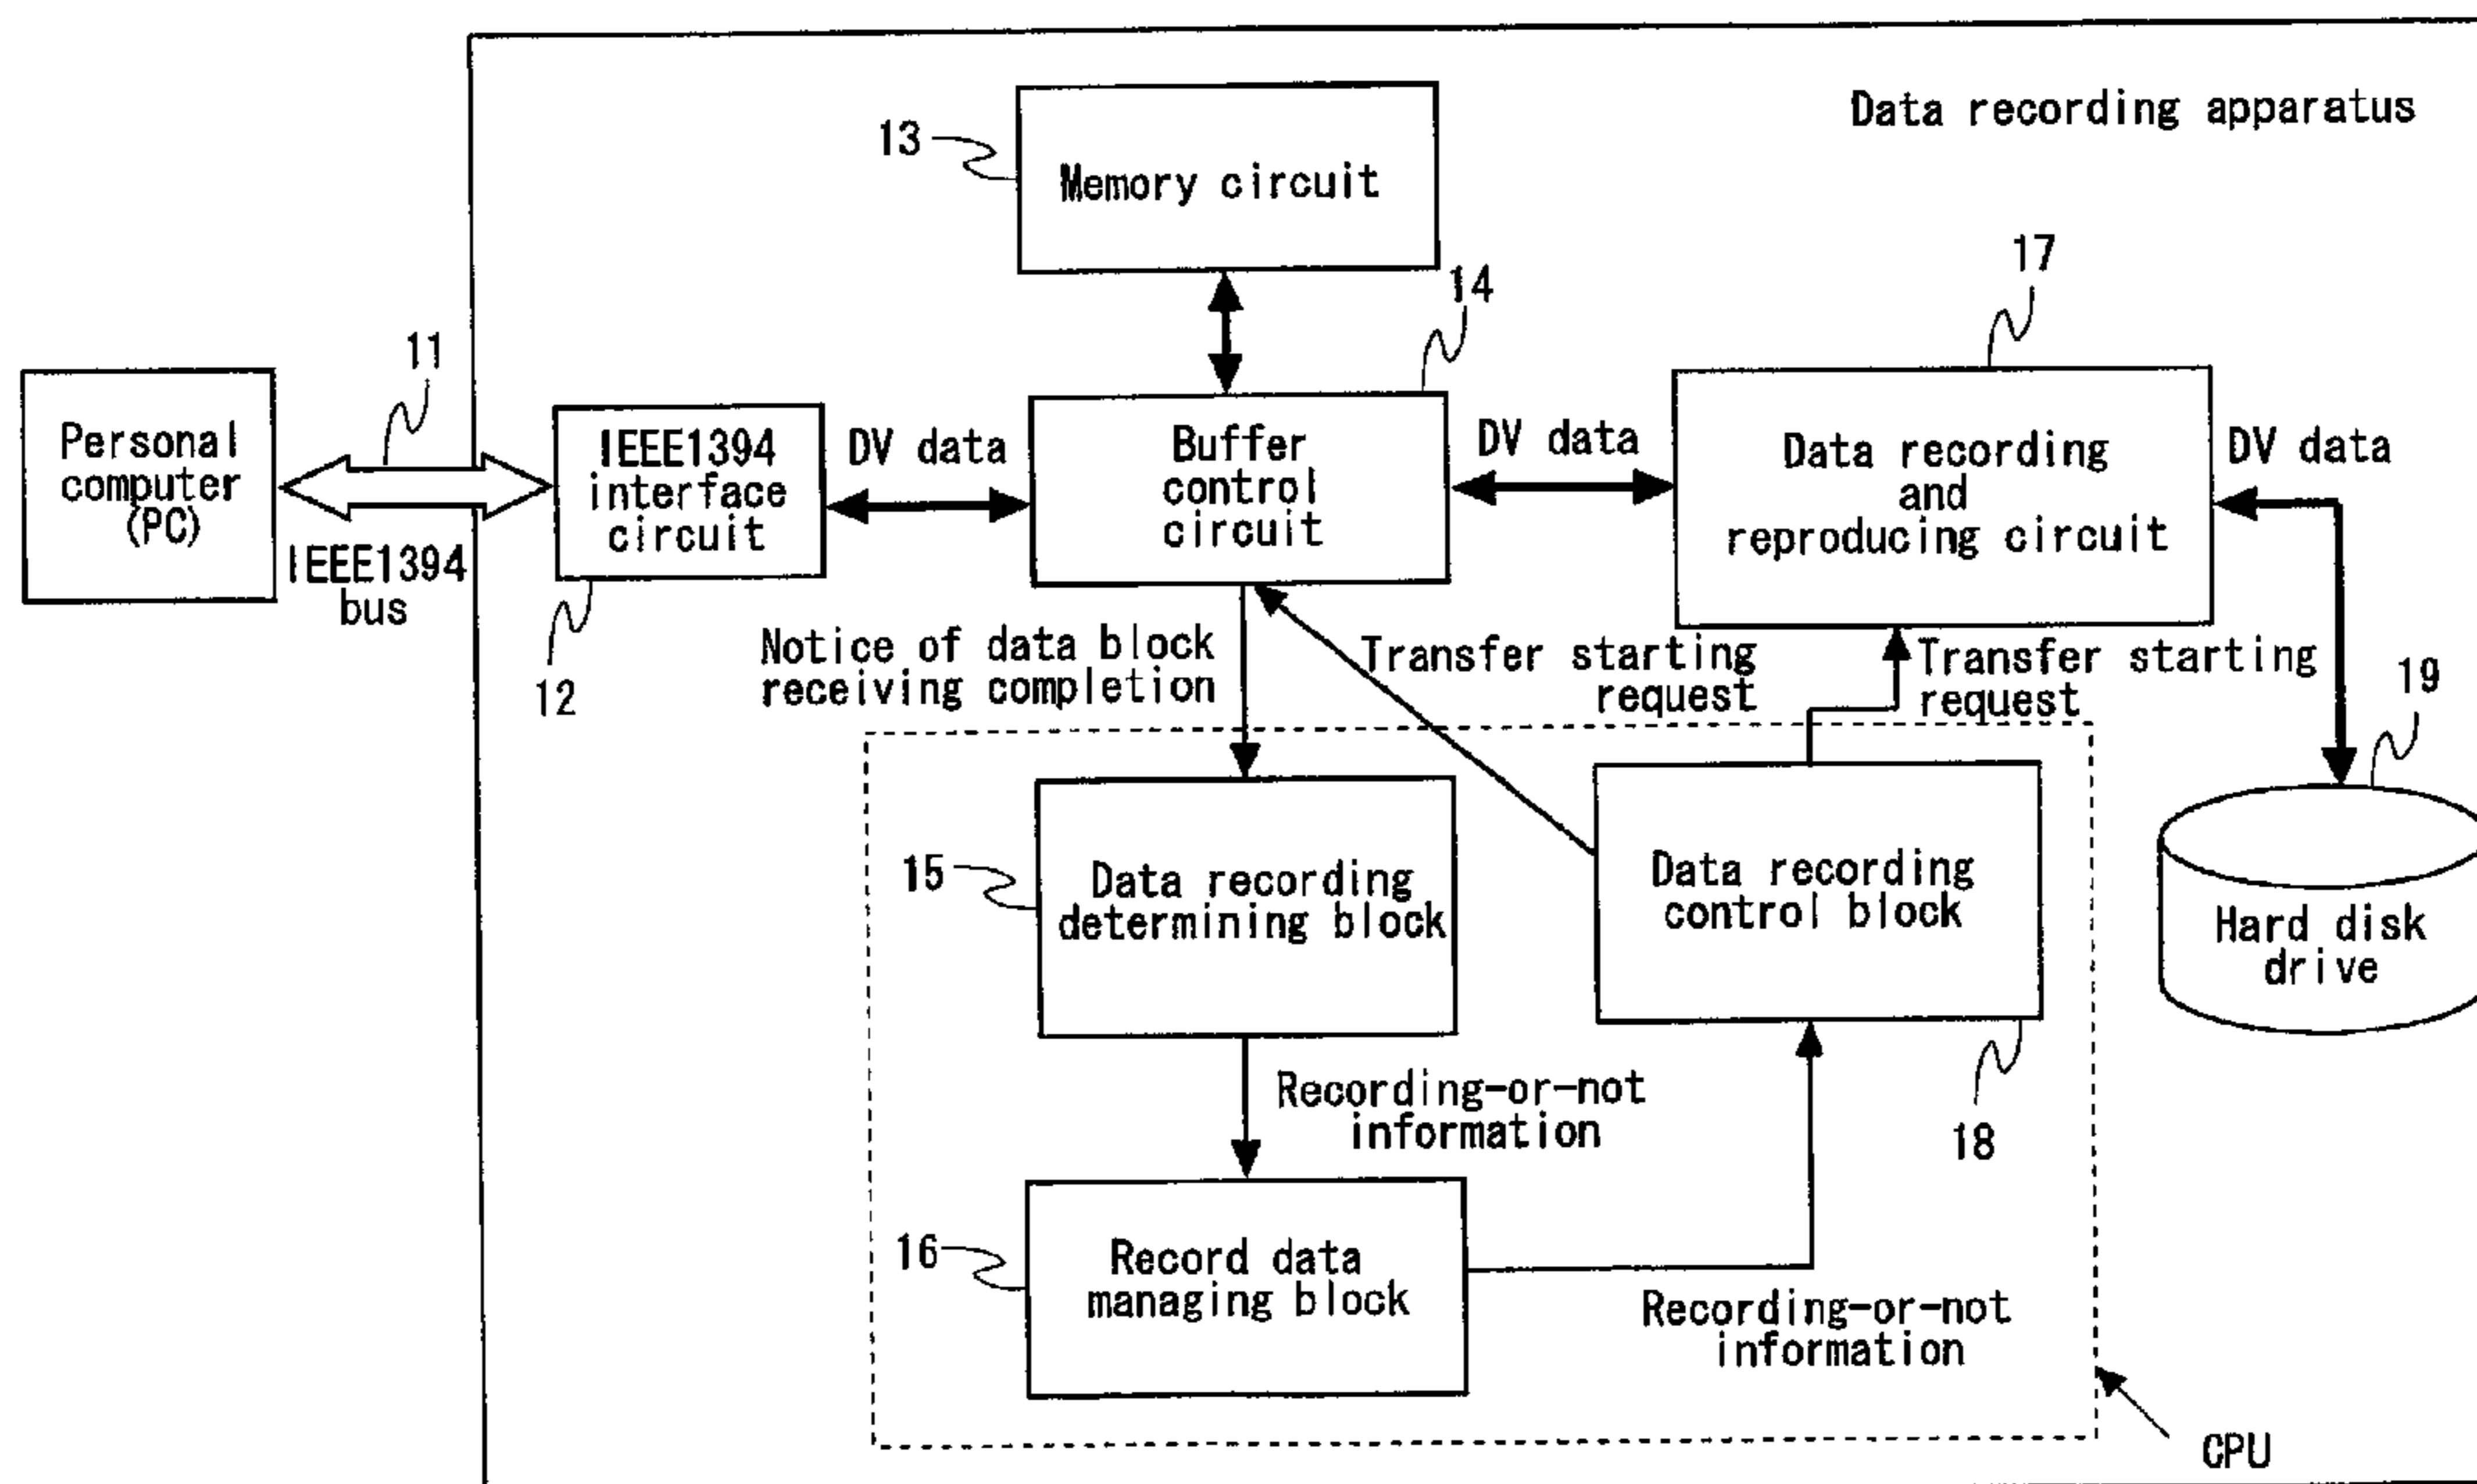 Data recording apparatus
13
Memory circuit
17
14
11
Personal
computer
(PC)
IEEE1394
interface
circuit
DV data
Buffer
control
circuit
DV data
Data recording
and
reproducing circuit
DV data
IEEE1394
bus
12
Notice of data block
receiving completion
Transfer starting
request
Transfer starting
request
19
15
Data recording
determining block
Data recording
control block
Hard disk
drive
Recording-or-not
information
18
16
Record data
managing block
Recording-or-not
information
CPU